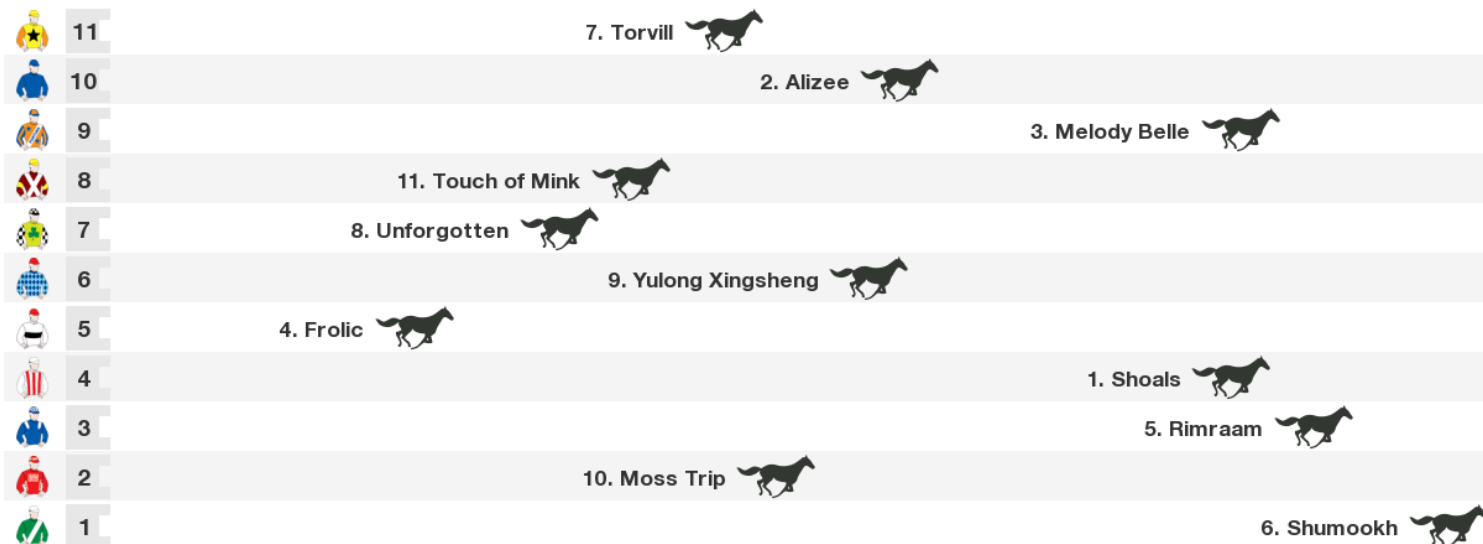 11 7. Torvill
10 2. Alizee
9 3. Melody Belle
8 11. Touch of Mink
7 8. Unforgotten
6 9. Yulong Xingsheng
5 4. Frolic
4 1. Shoals
3 5. Rimraam
2 10. Moss Trip
1 6. Shumookh